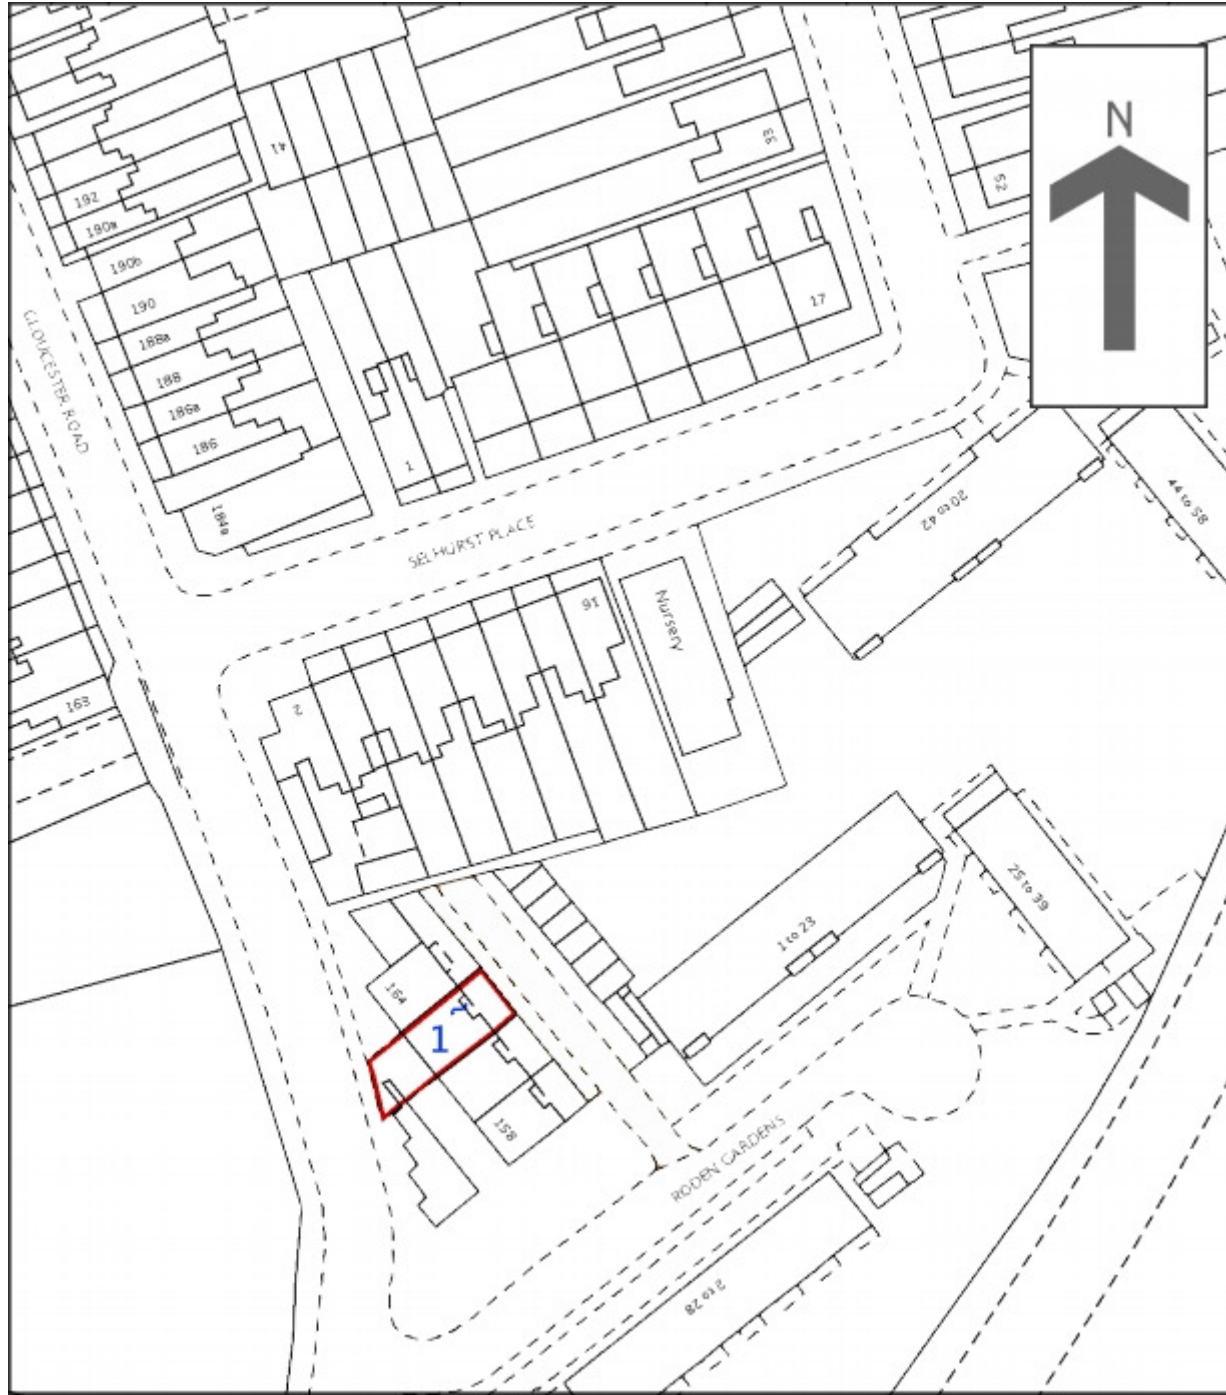 N
41
33
52
192
190a
190b
190
188a
188
186a
186
184a
17
1
GLOUCESTER ROAD
SELHURST PLACE
20 to 42
44 to 58
16
Nursery
2
163
25 to 39
1 to 23
164
1
158
RODEN GARDENS
2 to 28